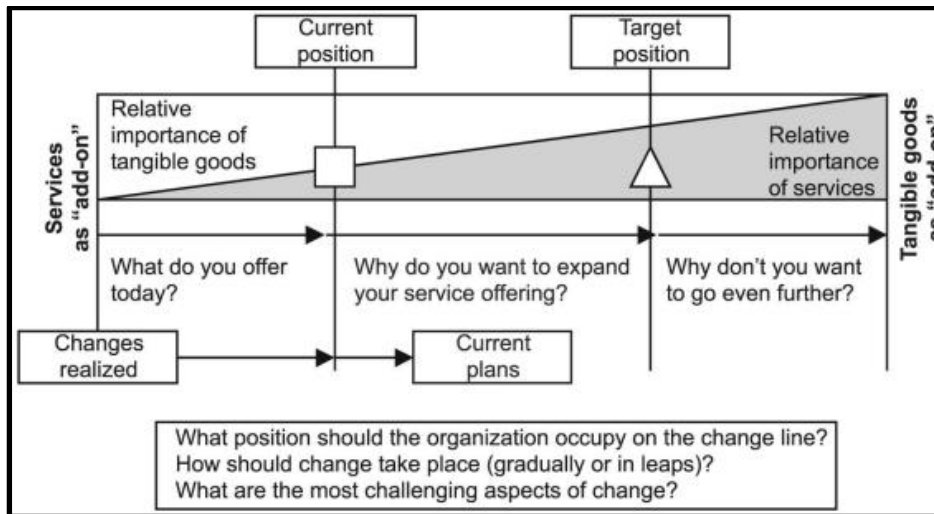 Current
position
Target
position
Services
as “add-on”
Relative
importance of
tangible goods
Relative
importance
of services
Tangible goods
as “add-on”
What do you offer
today?
Why do you want to expand
your service offering?
Why don’t you want
to go even further?
Changes
realized
Current
plans
What position should the organization occupy on the change line?
How should change take place (gradually or in leaps)?
What are the most challenging aspects of change?